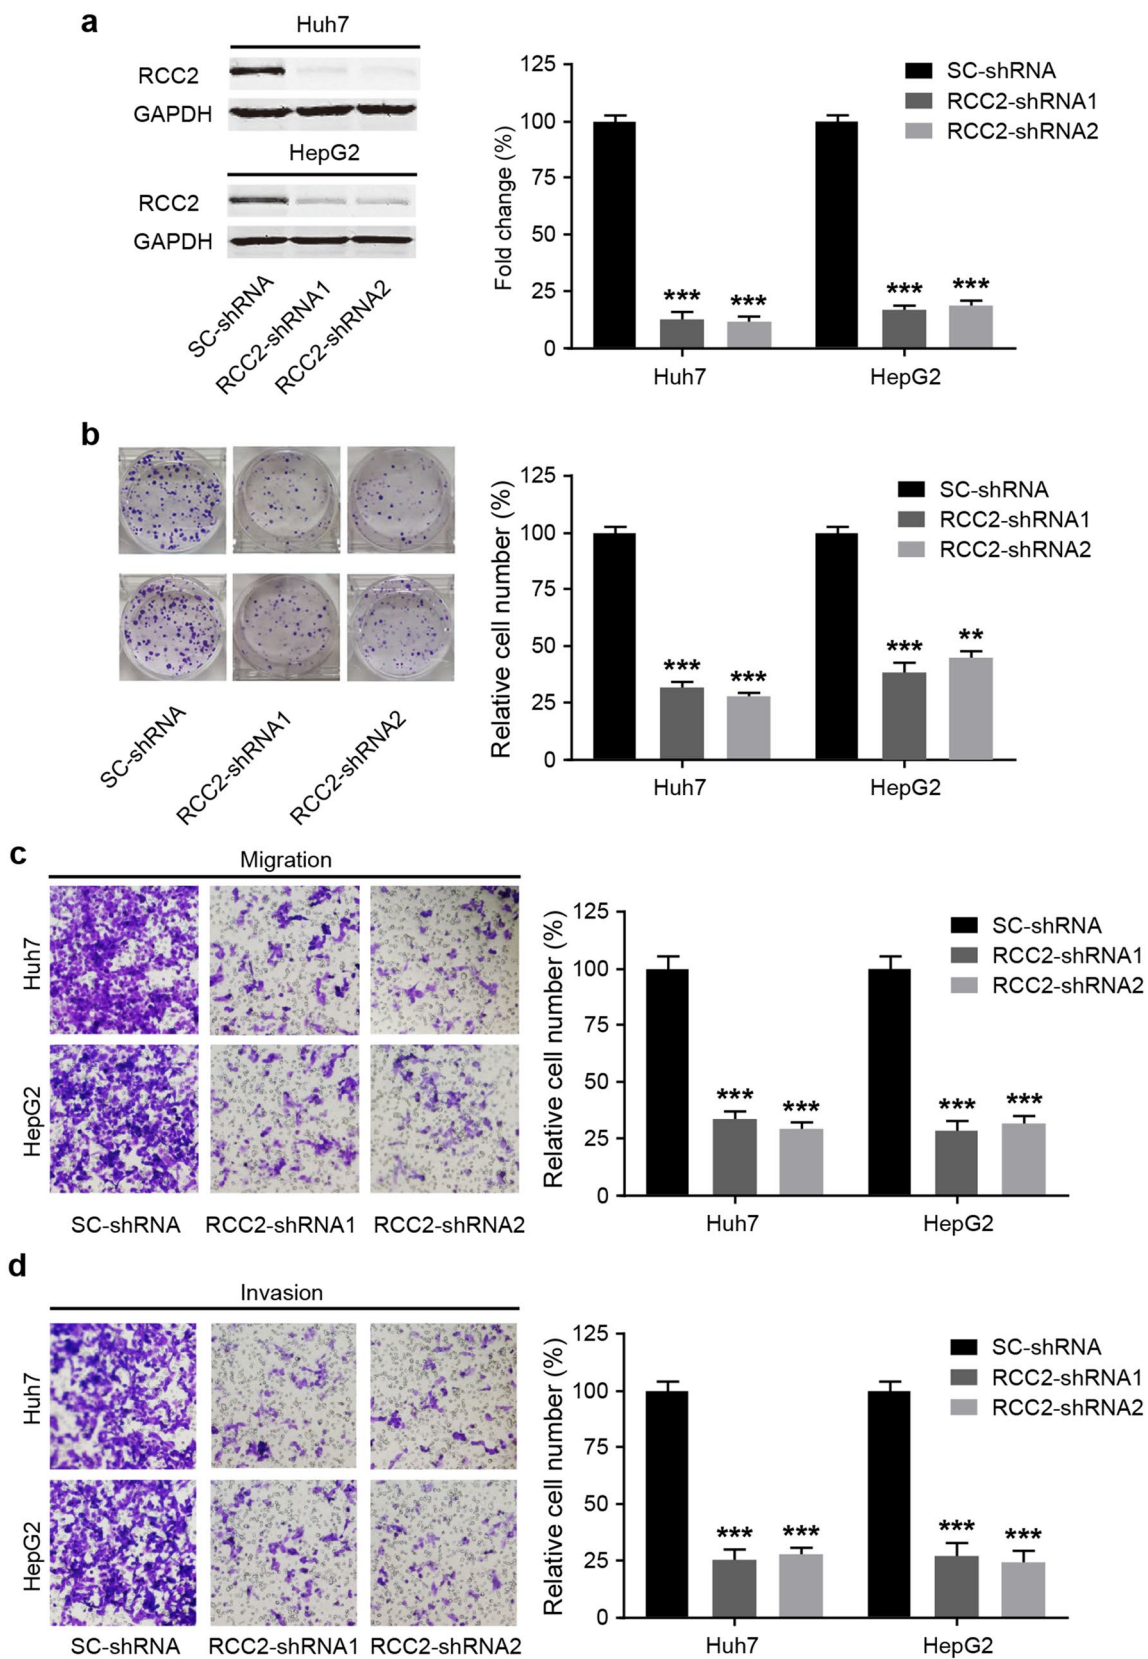 a
Huh7
RCC2
GAPDH
HepG2
RCC2
GAPDH
SC-shRNA
RCC2-shRNA1
RCC2-shRNA2
Fold change (%)
125
100
75
50
25
0
*** ***
*** ***
Huh7
HepG2
SC-shRNA
RCC2-shRNA1
RCC2-shRNA2
b
SC-shRNA
RCC2-shRNA1
RCC2-shRNA2
Relative cell number (%)
125
100
75
50
25
0
*** ***
*** **
Huh7
HepG2
SC-shRNA
RCC2-shRNA1
RCC2-shRNA2
c
Migration
Huh7
HepG2
SC-shRNA RCC2-shRNA1 RCC2-shRNA2
Relative cell number (%)
125
100
75
50
25
0
*** ***
*** ***
Huh7
HepG2
SC-shRNA
RCC2-shRNA1
RCC2-shRNA2
d
Invasion
Huh7
HepG2
SC-shRNA RCC2-shRNA1 RCC2-shRNA2
Relative cell number (%)
125
100
75
50
25
0
*** ***
*** ***
Huh7
HepG2
SC-shRNA
RCC2-shRNA1
RCC2-shRNA2